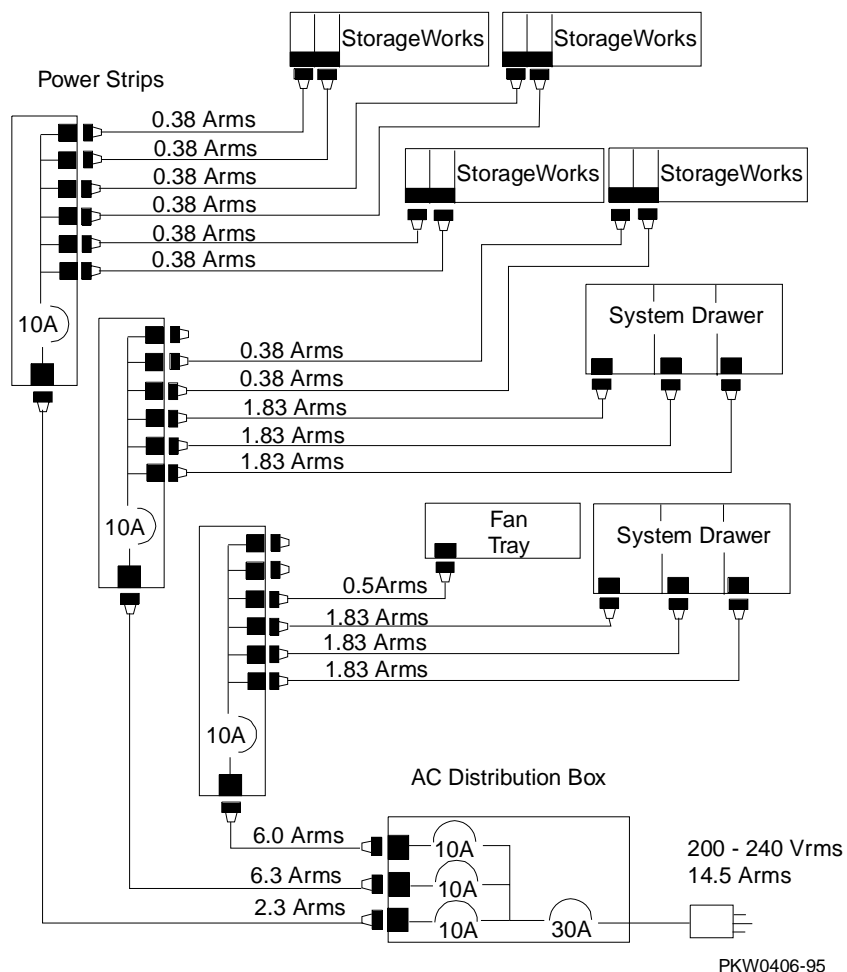 StorageWorks
StorageWorks
Power Strips
0.38 Arms
0.38 Arms
0.38 Arms
0.38 Arms
0.38 Arms
0.38 Arms
StorageWorks
StorageWorks
10A
System Drawer
0.38 Arms
0.38 Arms
1.83 Arms
1.83 Arms
1.83 Arms
10A
Fan
Tray
System Drawer
0.5Arms
1.83 Arms
1.83 Arms
1.83 Arms
10A
AC Distribution Box
6.0 Arms
10A
6.3 Arms
10A
2.3 Arms
10A
30A
200 - 240 Vrms
14.5 Arms
PKW0406-95